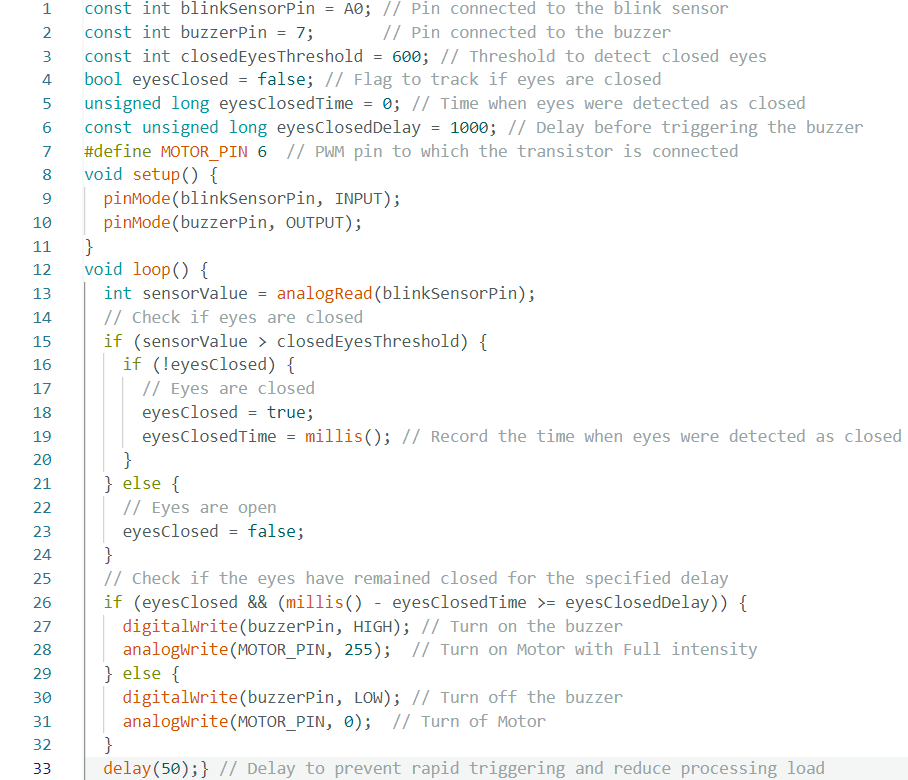 1 const int blinkSensorPin = A0; // Pin connected to the blink sensor
2 const int buzzerPin = 7;       // Pin connected to the buzzer
3 const int closedEyesThreshold = 600; // Threshold to detect closed eyes
4 bool eyesClosed = false; // Flag to track if eyes are closed
5 unsigned long eyesClosedTime = 0; // Time when eyes were detected as closed
6 const unsigned long eyesClosedDelay = 1000; // Delay before triggering the buzzer
7 #define MOTOR_PIN 6  // PWM pin to which the transistor is connected
8 void setup() {
9   pinMode(blinkSensorPin, INPUT);
10   pinMode(buzzerPin, OUTPUT);
11 }
12 void loop() {
13   int sensorValue = analogRead(blinkSensorPin);
14   // Check if eyes are closed
15   if (sensorValue > closedEyesThreshold) {
16     if (!eyesClosed) {
17       // Eyes are closed
18       eyesClosed = true;
19       eyesClosedTime = millis(); // Record the time when eyes were detected as closed
20     }
21   } else {
22     // Eyes are open
23     eyesClosed = false;
24   }
25   // Check if the eyes have remained closed for the specified delay
26   if (eyesClosed && (millis() - eyesClosedTime >= eyesClosedDelay)) {
27     digitalWrite(buzzerPin, HIGH); // Turn on the buzzer
28     analogWrite(MOTOR_PIN, 255);  // Turn on Motor with Full intensity
29   } else {
30     digitalWrite(buzzerPin, LOW); // Turn off the buzzer
31     analogWrite(MOTOR_PIN, 0);  // Turn of Motor
32   }
33   delay(50);} // Delay to prevent rapid triggering and reduce processing load